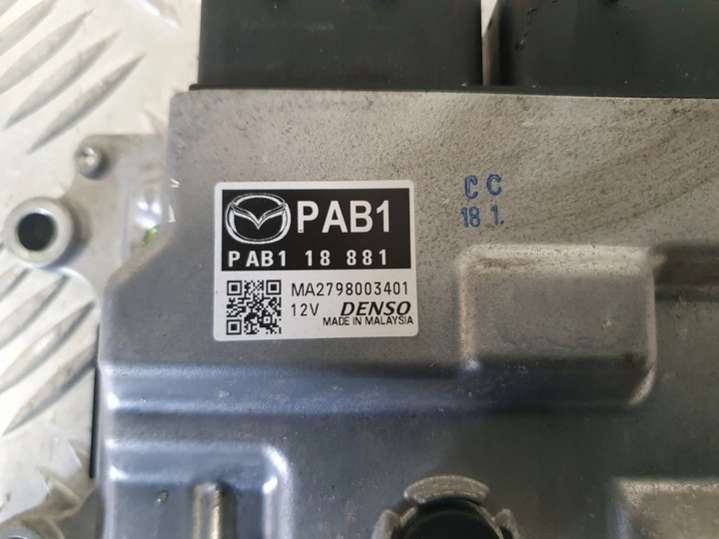 PAB1
PAB1 18 881
MA2798003401
12V DENSO
MADE IN MALAYSIA
CC
18 1.